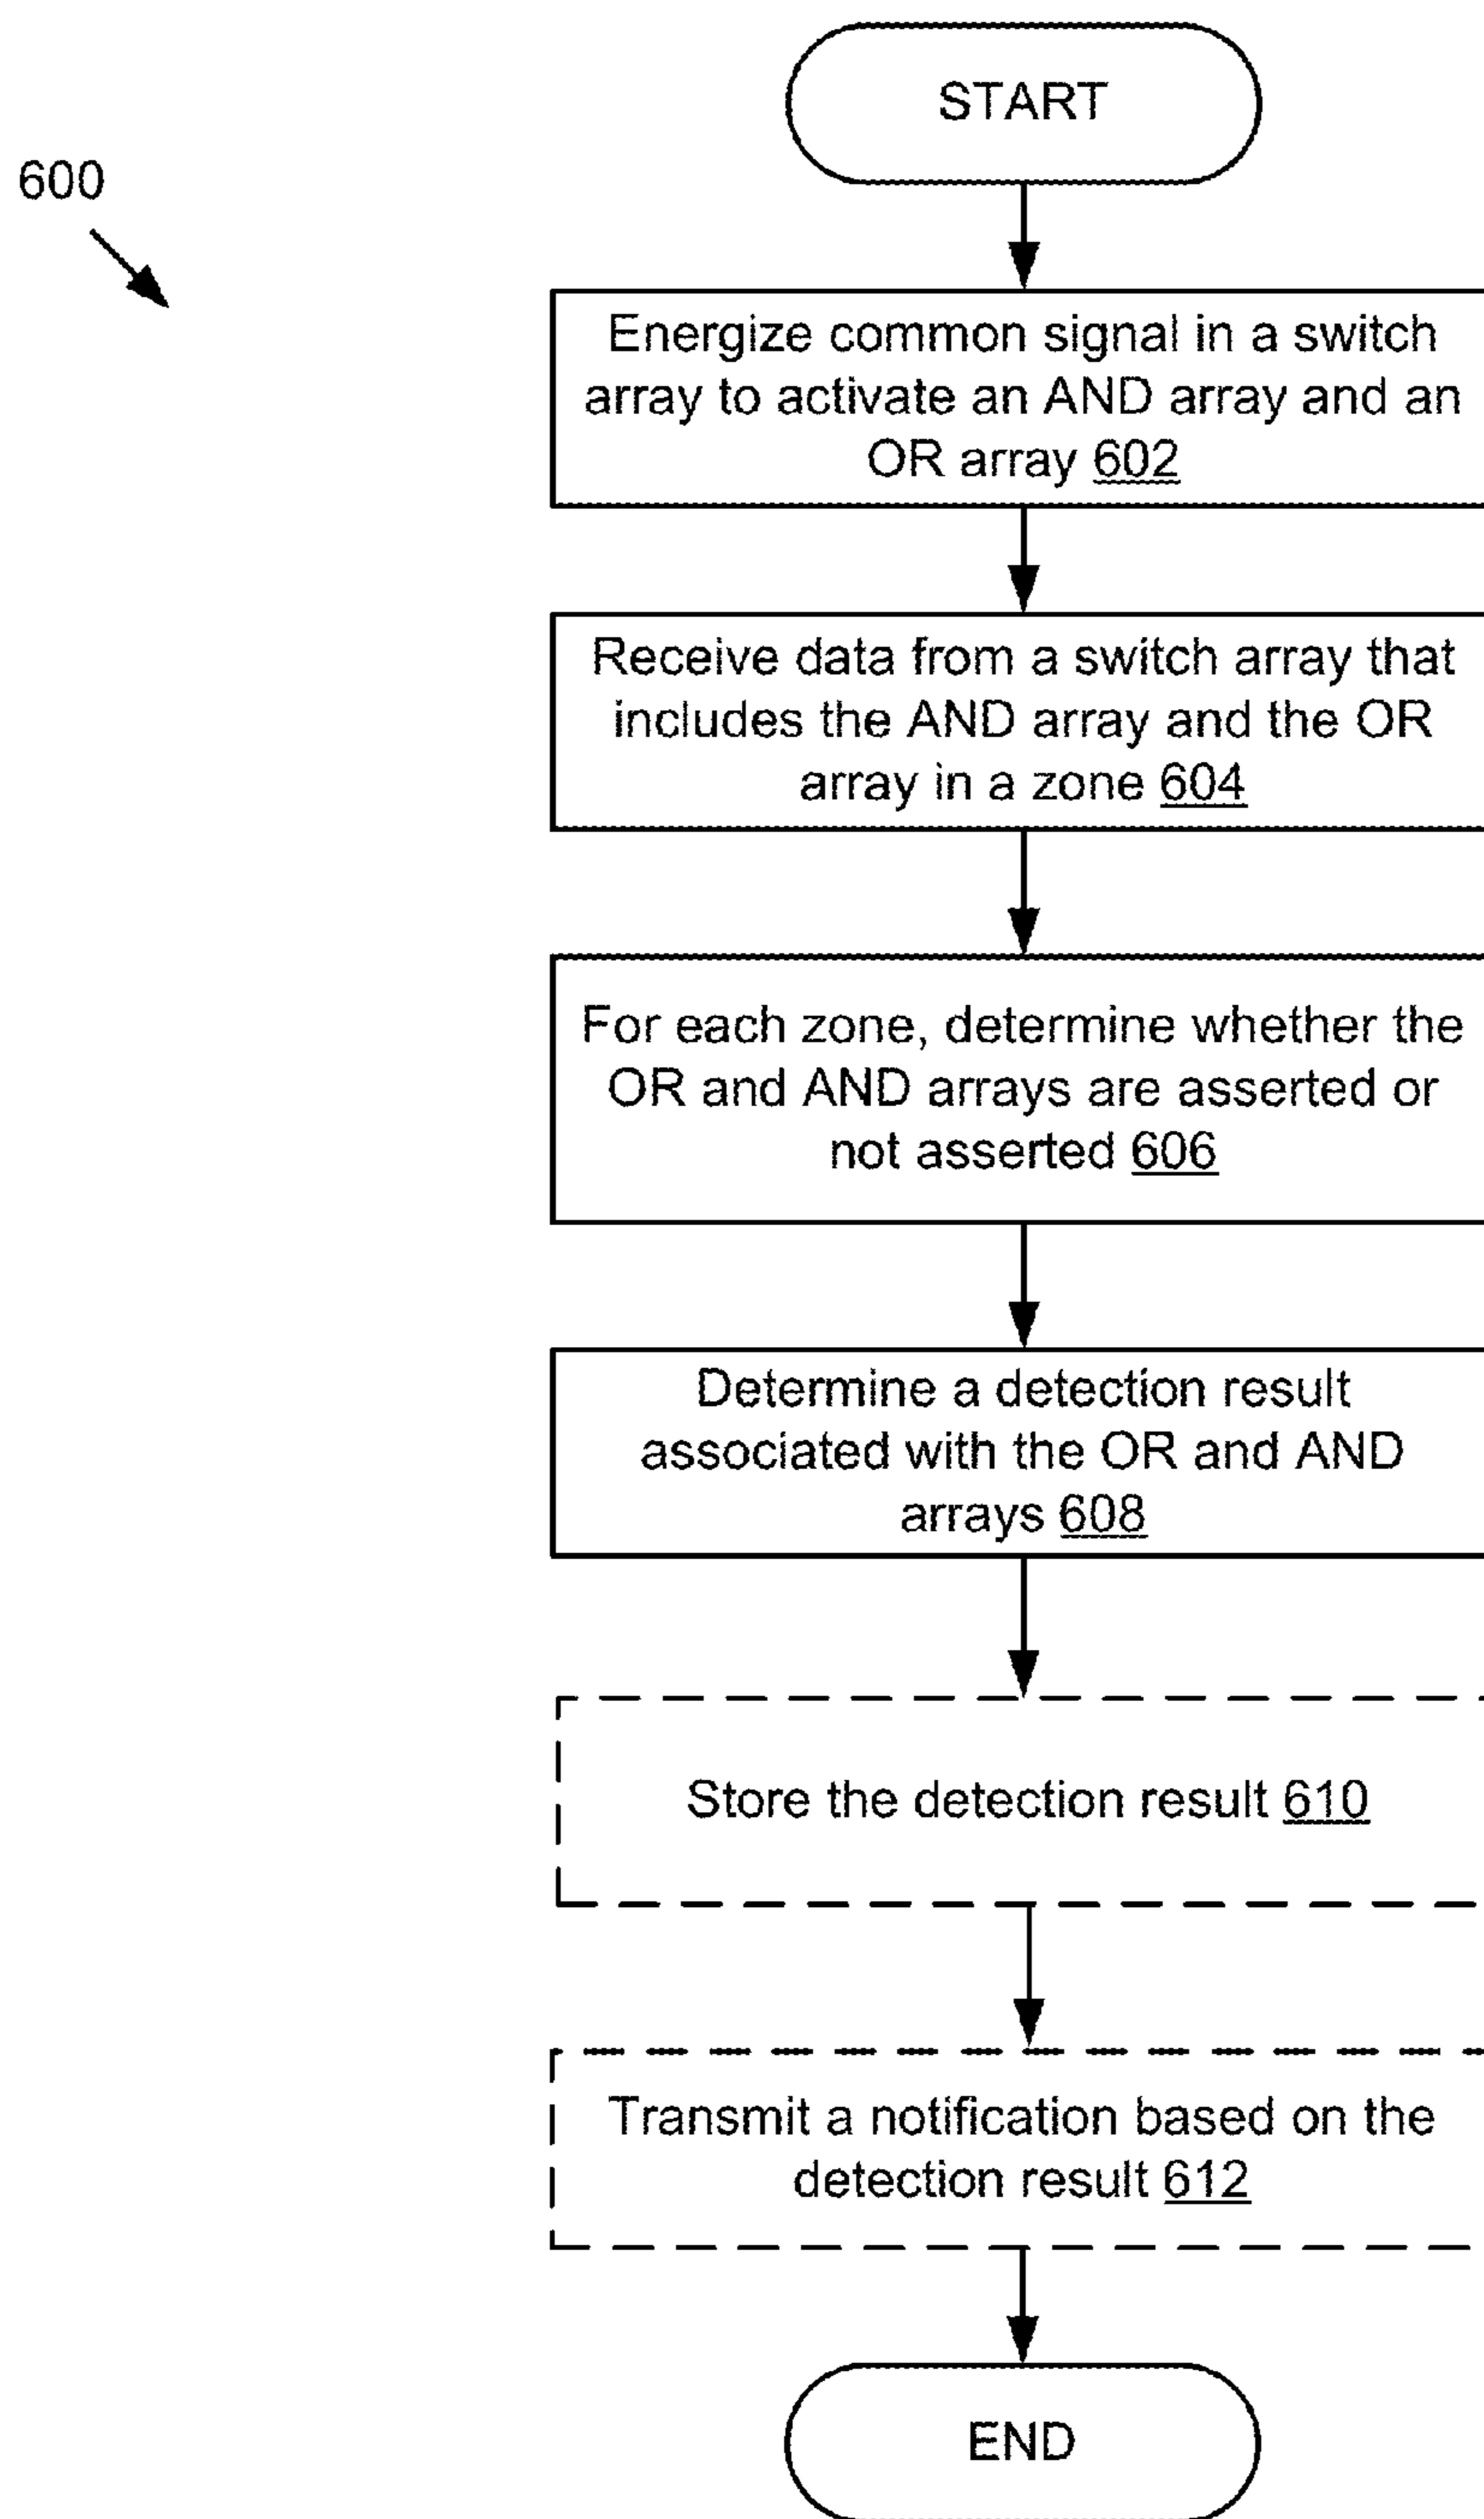 START
600
Energize common signal in a switch
array to activate an AND array and an
OR array 602
Receive data from a switch array that
includes the AND array and the OR
array in a zone 604
For each zone, determine whether the
OR and AND arrays are asserted or
not asserted 606
Determine a detection result
associated with the OR and AND
arrays 608
Store the detection result 610
Transmit a notification based on the
detection result 612
END